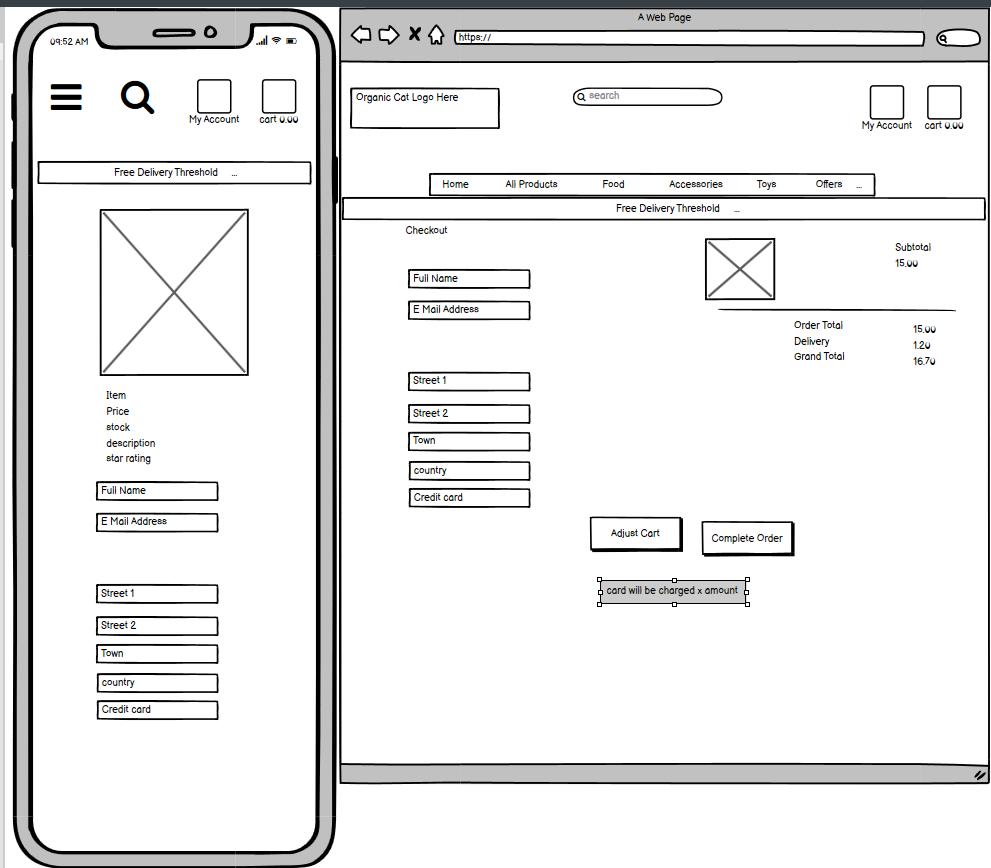 09:52 AM
My Account
cart 0.00
Free Delivery Threshold ...
Item
Price
stock
description
star rating
Full Name
E Mail Address
Street 1
Street 2
Town
country
Credit card
A Web Page
https://
Organic Cat Logo Here
search
My Account
cart 0.00
Home All Products Food Accessories Toys Offers ...
Free Delivery Threshold ...
Checkout
Full Name
E Mail Address
Street 1
Street 2
Town
country
Credit card
Subtotal
15.00
Order Total 15.00
Delivery 1.20
Grand Total 16.70
Adjust Cart
Complete Order
card will be charged x amount